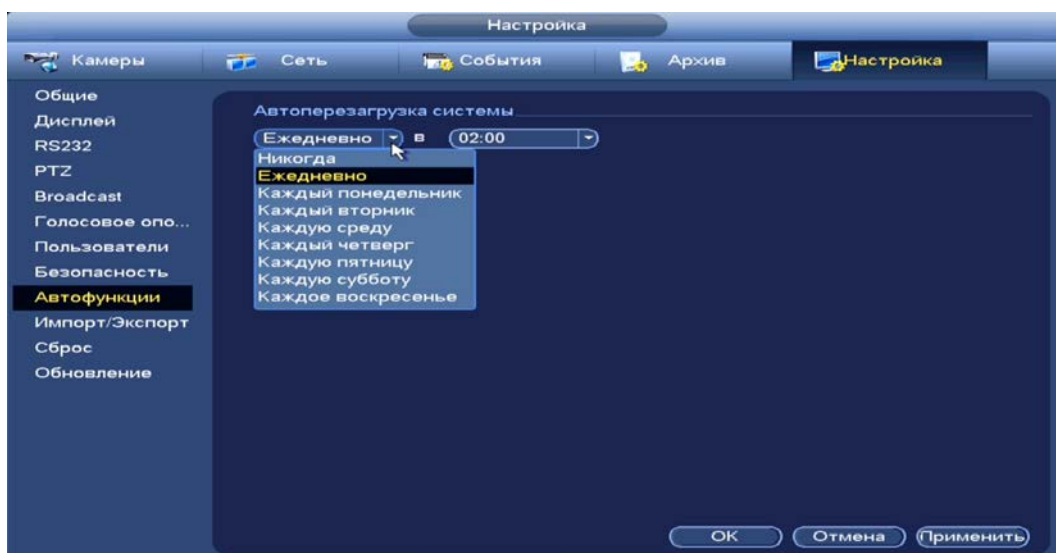 Настройка
Камеры
Сеть
События
Архив
Настройка
Общие
Дисплей
RS232
PTZ
Broadcast
Голосовое опо...
Пользователи
Безопасность
Автофункции
Импорт/Экспорт
Сброс
Обновление
Автоперезагрузка системы
Ежедневно в 02:00
Никогда
Ежедневно
Каждый понедельник
Каждый вторник
Каждую среду
Каждый четверг
Каждую пятницу
Каждую субботу
Каждое воскресенье
ОК Отмена Применить